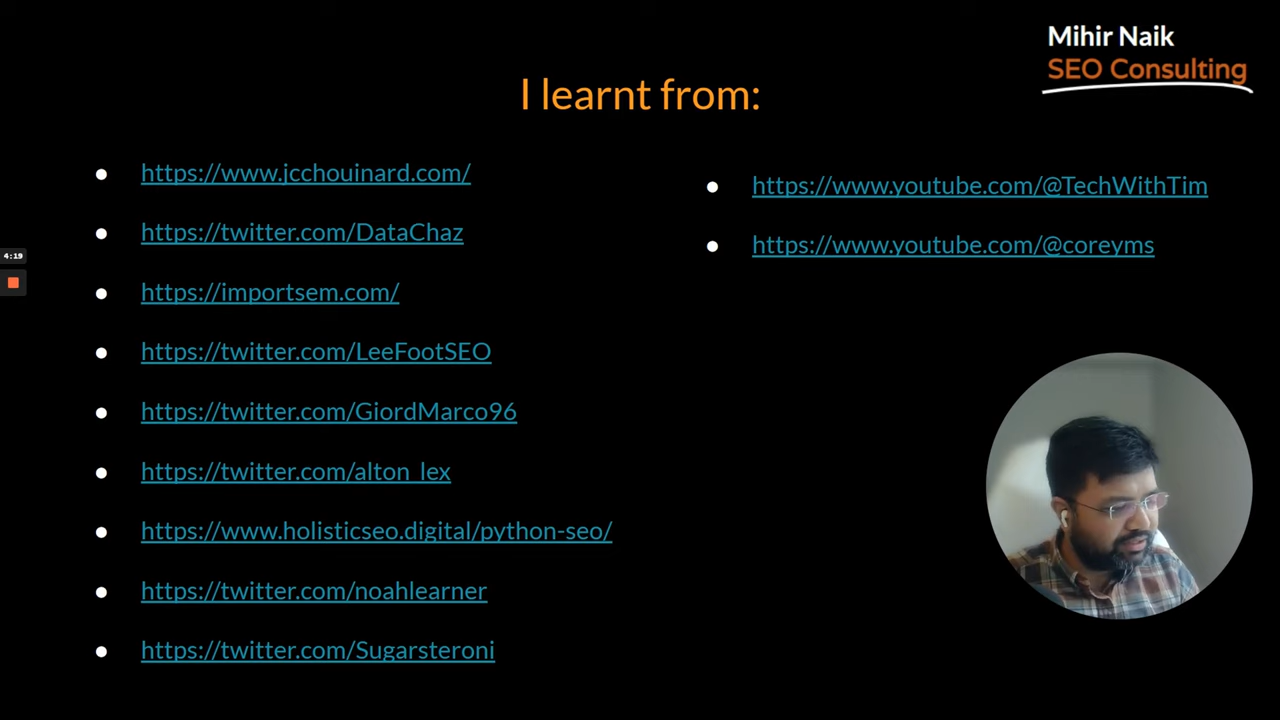 Mihir Naik
SEO Consulting
I learnt from:
https://www.jcchouinard.com/
https://twitter.com/DataChaz
https://importsem.com/
https://twitter.com/LeeFootSEO
https://twitter.com/GiordMarco96
https://twitter.com/alton_lex
https://www.holisticseo.digital/python-seo/
https://twitter.com/noahlearner
https://twitter.com/Sugarsteroni
https://www.youtube.com/@TechWithTim
https://www.youtube.com/@coreyms
4:19